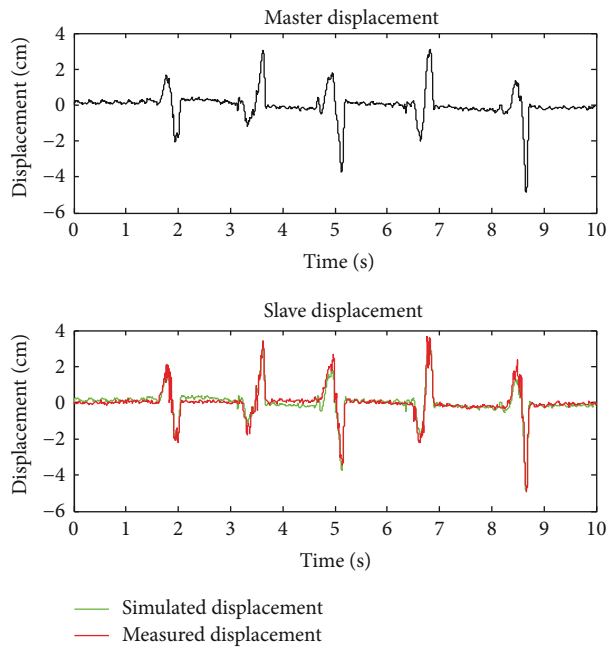 Master displacement
Displacement (cm)
4
2
0
−2
−4
−6
0 1 2 3 4 5 6 7 8 9 10
Time (s)
Slave displacement
Displacement (cm)
4
2
0
−2
−4
−6
0 1 2 3 4 5 6 7 8 9 10
Time (s)
Simulated displacement
Measured displacement